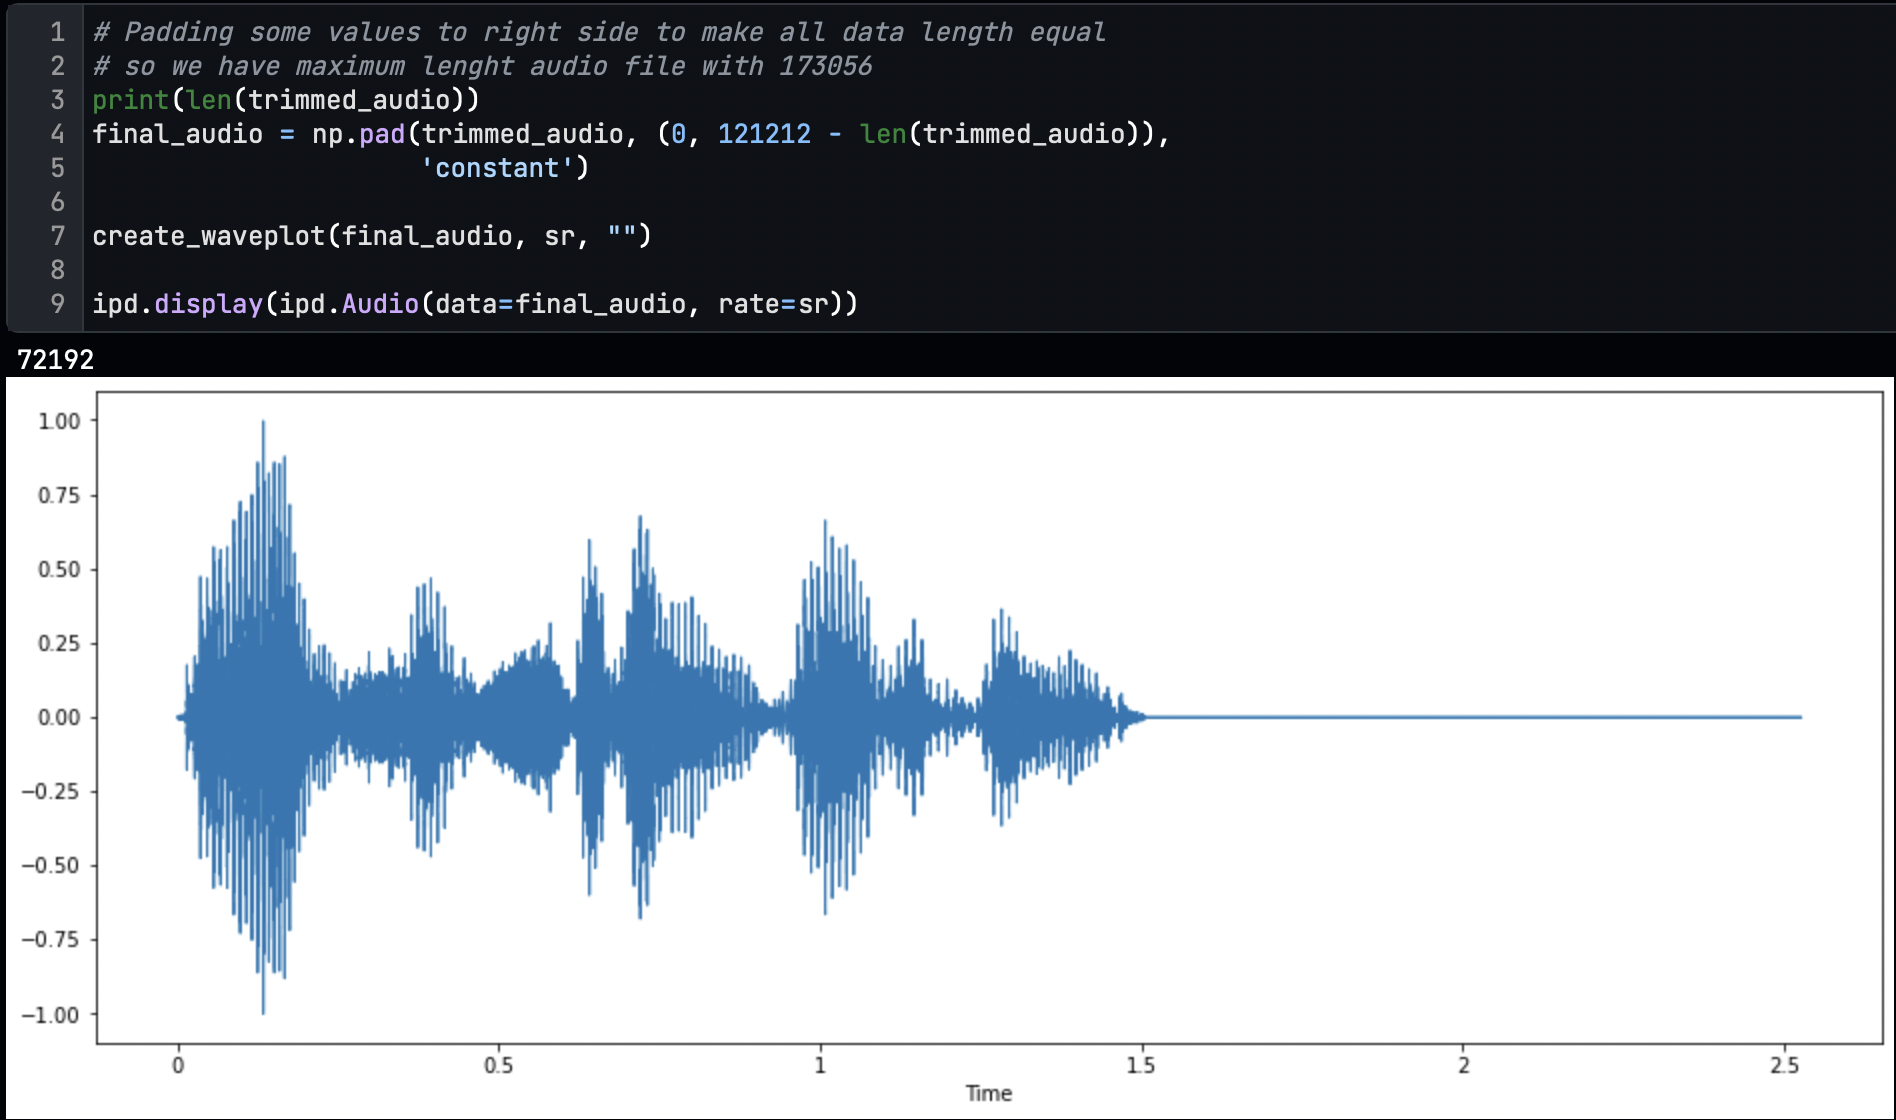 1 # Padding some values to right side to make all data length equal
2 # so we have maximum lenght audio file with 173056
3 print(len(trimmed_audio))
4 final_audio = np.pad(trimmed_audio, (0, 121212 - len(trimmed_audio)),
5 'constant')
6
7 create_waveplot(final_audio, sr, "")
8
9 ipd.display(ipd.Audio(data=final_audio, rate=sr))
72192
1.00
0.75
0.50
0.25
0.00
−0.25
−0.50
−0.75
−1.00
0 0.5 1 1.5 2 2.5
Time